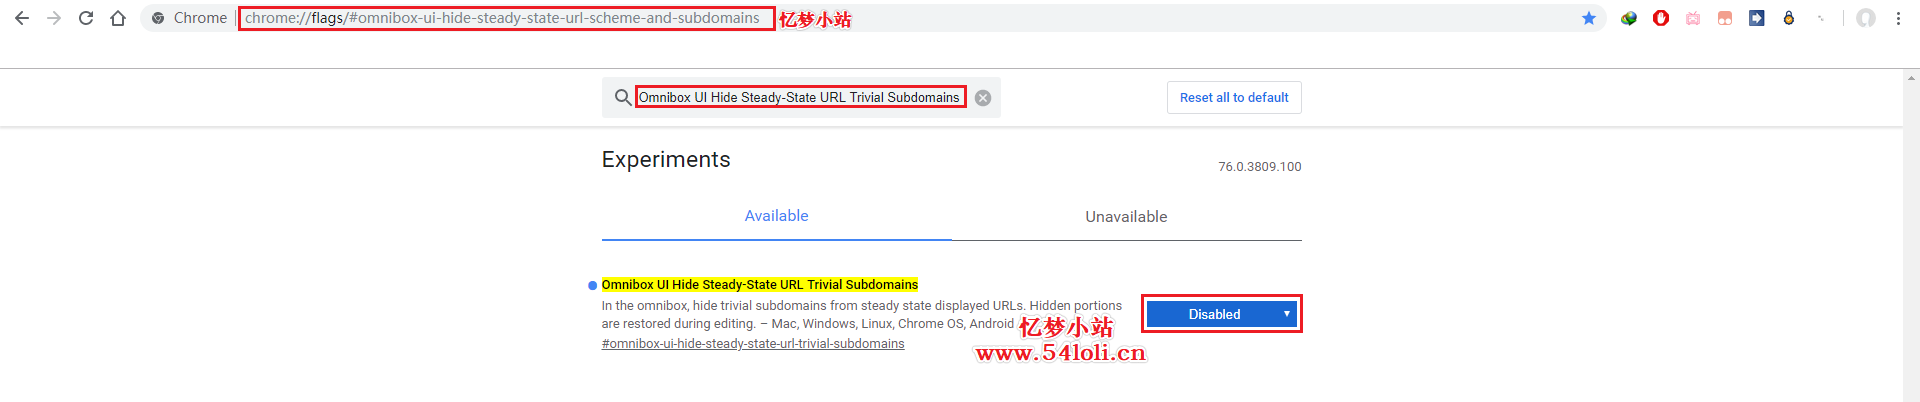 Chrome | chrome://flags/#omnibox-ui-hide-steady-state-url-scheme-and-subdomains 忆梦小站
Omnibox UI Hide Steady-State URL Trivial Subdomains
Reset all to default
Experiments
76.0.3809.100
Available
Unavailable
Omnibox UI Hide Steady-State URL Trivial Subdomains
In the omnibox, hide trivial subdomains from steady state displayed URLs. Hidden portions
are restored during editing. – Mac, Windows, Linux, Chrome OS, Android
#omnibox-ui-hide-steady-state-url-trivial-subdomains
Disabled
忆梦小站
www.54loli.cn